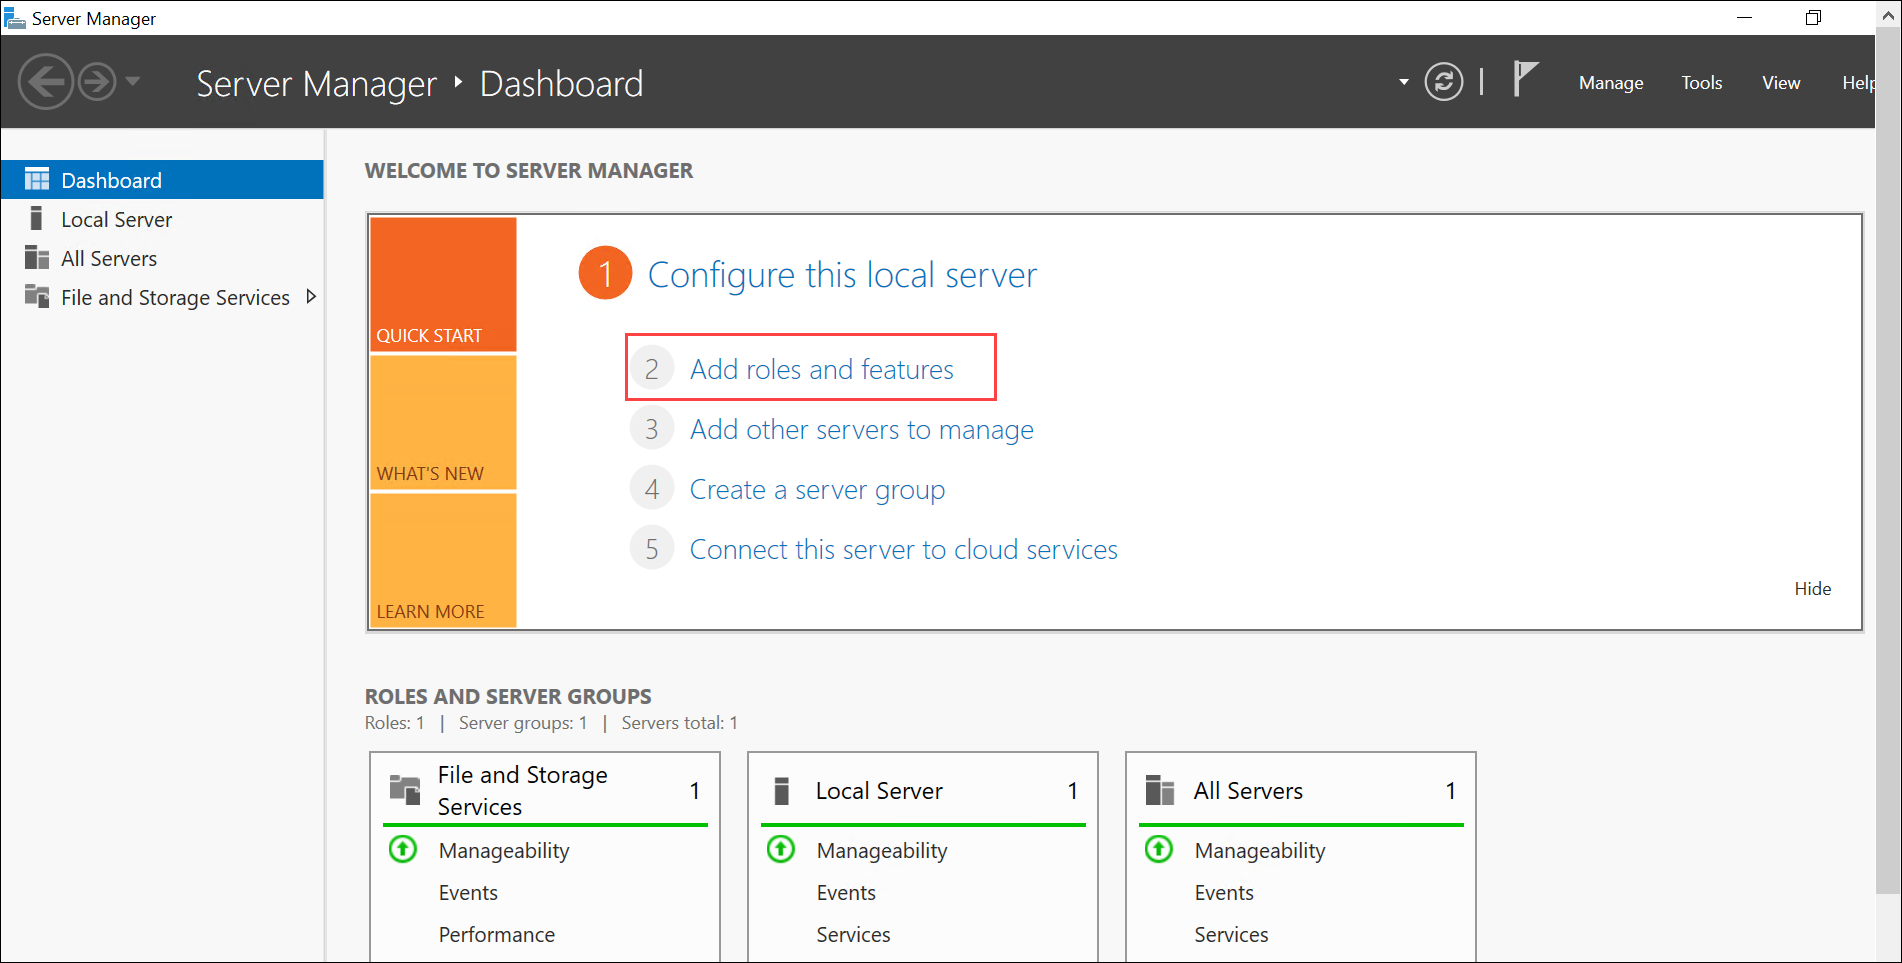 Server Manager
Server Manager ‣ Dashboard
Manage Tools View Help
Dashboard
Local Server
All Servers
File and Storage Services
WELCOME TO SERVER MANAGER
QUICK START
WHAT'S NEW
LEARN MORE
1 Configure this local server
2 Add roles and features
3 Add other servers to manage
4 Create a server group
5 Connect this server to cloud services
Hide
ROLES AND SERVER GROUPS
Roles: 1 | Server groups: 1 | Servers total: 1
File and Storage
Services 1
Manageability
Events
Performance
Local Server 1
Manageability
Events
Services
All Servers 1
Manageability
Events
Services